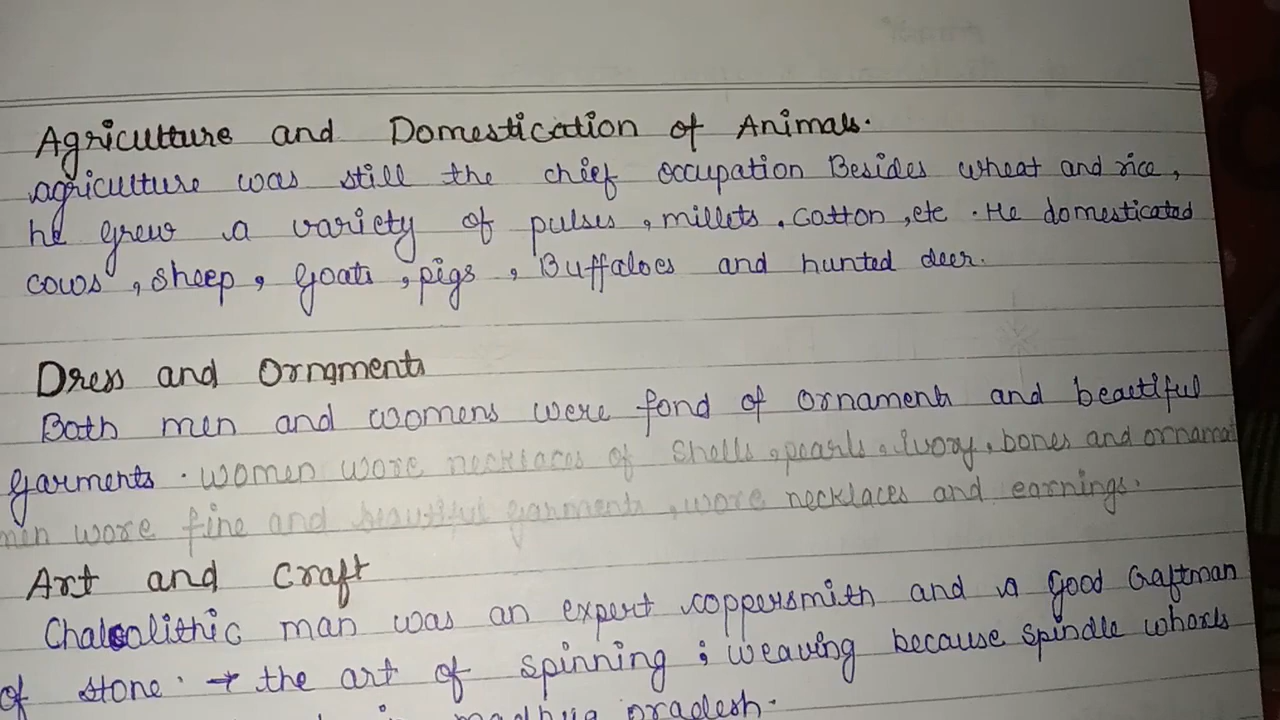 Agriculture and Domestication of Animals.
agriculture was still the chief occupation Besides wheat and rice,
he grew a variety of pulses, millets, cotton, etc. He domesticated
cows, sheep, goats, pigs, Buffaloes and hunted deer.
Dress and Ornaments
Both men and womens were fond of ornaments and beautiful
garments. women wore necklaces of shells, pearls, Ivory, bones and
men wore fine and beautiful garments, wore necklaces and earnings.
Art and Craft
Chalcolithic man was an expert coppersmith and a good Craftman
of stone. → the art of spinning; weaving because spindle whorls
madhya pradesh.